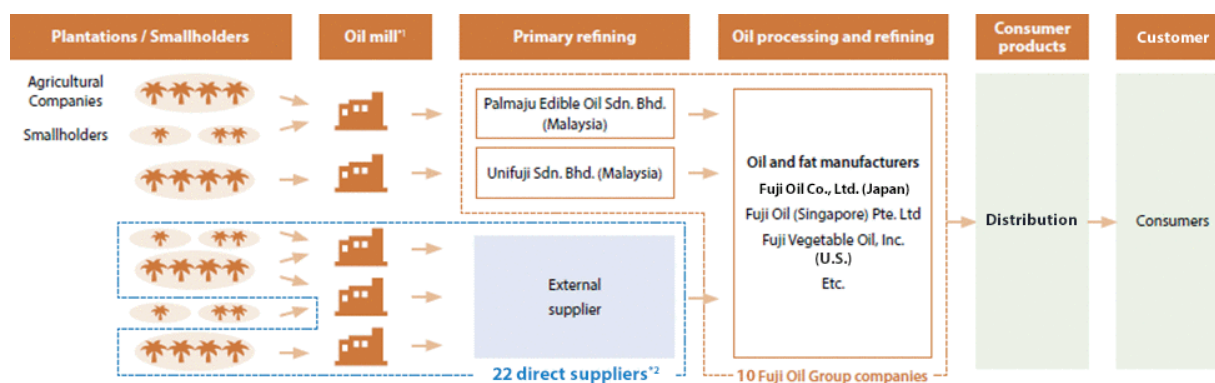 Plantations / Smallholders
Oil mill*1
Primary refining
Oil processing and refining
Consumer
products
Customer
Agricultural
Companies
Smallholders
Palmaju Edible Oil Sdn. Bhd.
(Malaysia)
Unifuji Sdn. Bhd. (Malaysia)
External
supplier
Oil and fat manufacturers
Fuji Oil Co., Ltd. (Japan)
Fuji Oil (Singapore) Pte. Ltd
Fuji Vegetable Oil, Inc.
(U.S.)
Etc.
Distribution
Consumers
22 direct suppliers*2
10 Fuji Oil Group companies